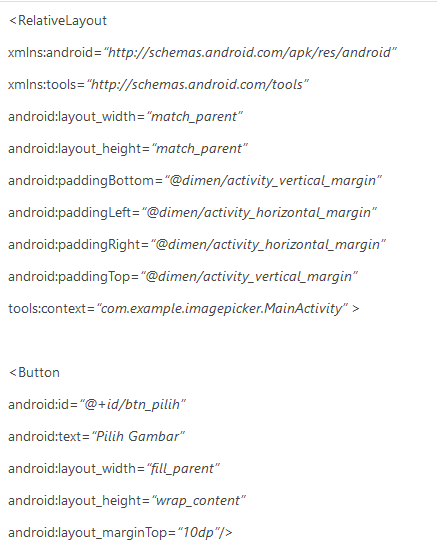 <RelativeLayout
xmlns:android=“http://schemas.android.com/apk/res/android”
xmlns:tools=“http://schemas.android.com/tools”
android:layout_width=“match_parent”
android:layout_height=“match_parent”
android:paddingBottom=“@dimen/activity_vertical_margin”
android:paddingLeft=“@dimen/activity_horizontal_margin”
android:paddingRight=“@dimen/activity_horizontal_margin”
android:paddingTop=“@dimen/activity_vertical_margin”
tools:context=“com.example.imagepicker.MainActivity” >
<Button
android:id=“@+id/btn_pilih”
android:text=“Pilih Gambar”
android:layout_width=“fill_parent”
android:layout_height=“wrap_content”
android:layout_marginTop=“10dp”/>